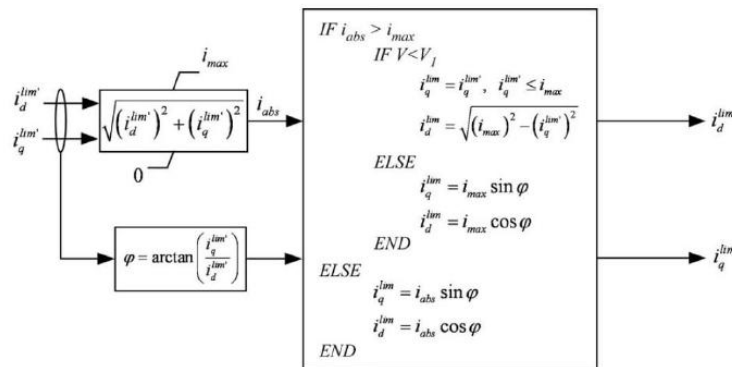 i_max
i_d^lim'
i_q^lim'
√((i_d^lim')² + (i_q^lim')²)
i_abs
0
φ = arctan(i_q^lim' / i_d^lim')
IF i_abs > i_max
IF V<V_1
i_q^lim = i_q^lim', i_q^lim' ≤ i_max
i_d^lim = √((i_max)² − (i_q^lim')²)
ELSE
i_q^lim = i_max sin φ
i_d^lim = i_max cos φ
END
ELSE
i_q^lim = i_abs sin φ
i_d^lim = i_abs cos φ
END
i_d^lim
i_q^lim